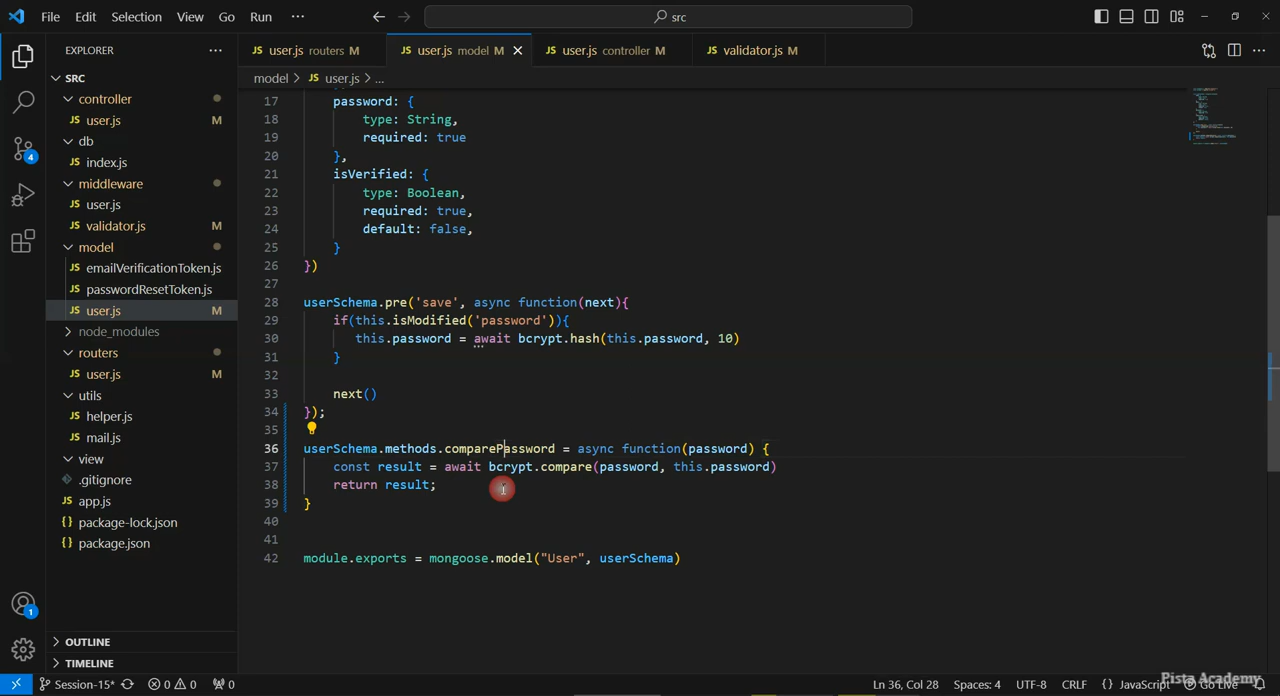 File Edit Selection View Go Run ··· src
EXPLORER ···
SRC
controller
JS user.js M
db
JS index.js
middleware
JS user.js
JS validator.js M
model
JS emailVerificationToken.js
JS passwordResetToken.js
JS user.js M
node_modules
routers
JS user.js M
utils
JS helper.js
JS mail.js
view
.gitignore
JS app.js
{} package-lock.json
{} package.json
OUTLINE
TIMELINE
4
1
JS user.js routers M JS user.js model M JS user.js controller M JS validator.js M
model > JS user.js > ...
17 password: {
18 type: String,
19 required: true
20 },
21 isVerified: {
22 type: Boolean,
23 required: true,
24 default: false,
25 }
26 })
27
28 userSchema.pre('save', async function(next){
29 if(this.isModified('password')){
30 this.password = await bcrypt.hash(this.password, 10)
31 }
32
33 next()
34 });
35
36 userSchema.methods.comparePassword = async function(password) {
37 const result = await bcrypt.compare(password, this.password)
38 return result;
39 }
40
41
42 module.exports = mongoose.model("User", userSchema)
Session-15* 0 0 0 Ln 36, Col 28 Spaces: 4 UTF-8 CRLF {} JavaScript Go Live
Pista Academy